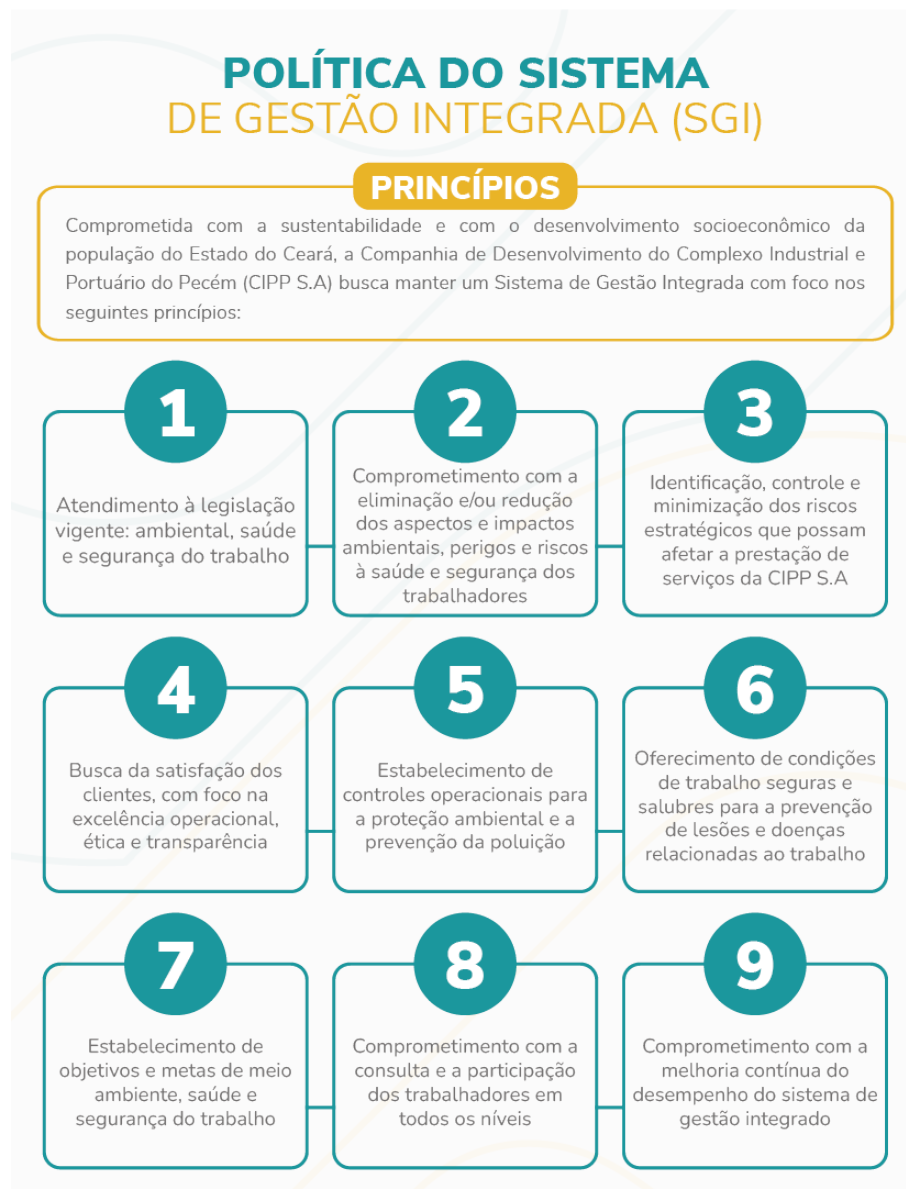 POLÍTICA DO SISTEMA
DE GESTÃO INTEGRADA (SGI)
PRINCÍPIOS
Comprometida com a sustentabilidade e com o desenvolvimento socioeconômico da
população do Estado do Ceará, a Companhia de Desenvolvimento do Complexo Industrial e
Portuário do Pecém (CIPP S.A) busca manter um Sistema de Gestão Integrada com foco nos
seguintes princípios:
1
Atendimento à legislação
vigente: ambiental, saúde
e segurança do trabalho
2
Comprometimento com a
eliminação e/ou redução
dos aspectos e impactos
ambientais, perigos e riscos
à saúde e segurança dos
trabalhadores
3
Identificação, controle e
minimização dos riscos
estratégicos que possam
afetar a prestação de
serviços da CIPP S.A
4
Busca da satisfação dos
clientes, com foco na
excelência operacional,
ética e transparência
5
Estabelecimento de
controles operacionais para
a proteção ambiental e a
prevenção da poluição
6
Oferecimento de condições
de trabalho seguras e
salubres para a prevenção
de lesões e doenças
relacionadas ao trabalho
7
Estabelecimento de
objetivos e metas de meio
ambiente, saúde e
segurança do trabalho
8
Comprometimento com a
consulta e a participação
dos trabalhadores em
todos os níveis
9
Comprometimento com a
melhoria contínua do
desempenho do sistema de
gestão integrado